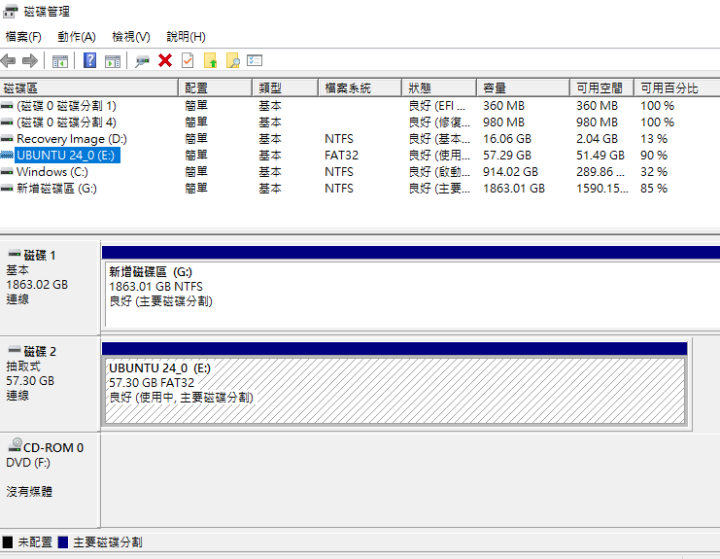 磁碟管理
檔案(F) 動作(A) 檢視(V) 說明(H)
磁碟區 配置 類型 檔案系統 狀態 容量 可用空間 可用百分比
(磁碟 0 磁碟分割 1) 簡單 基本 良好 (EFI ... 360 MB 360 MB 100 %
(磁碟 0 磁碟分割 4) 簡單 基本 良好 (修復... 980 MB 980 MB 100 %
Recovery Image (D:) 簡單 基本 NTFS 良好 (基本... 16.06 GB 2.04 GB 13 %
UBUNTU 24_0 (E:) 簡單 基本 FAT32 良好 (使用... 57.29 GB 51.49 GB 90 %
Windows (C:) 簡單 基本 NTFS 良好 (啟動... 914.02 GB 289.86 ... 32 %
新增磁碟區 (G:) 簡單 基本 NTFS 良好 (主要... 1863.01 GB 1590.15... 85 %
磁碟 1
基本
1863.02 GB
連線
新增磁碟區 (G:)
1863.01 GB NTFS
良好 (主要磁碟分割)
磁碟 2
抽取式
57.30 GB
連線
UBUNTU 24_0 (E:)
57.30 GB FAT32
良好 (使用中, 主要磁碟分割)
CD-ROM 0
DVD (F:)
沒有媒體
未配置 主要磁碟分割